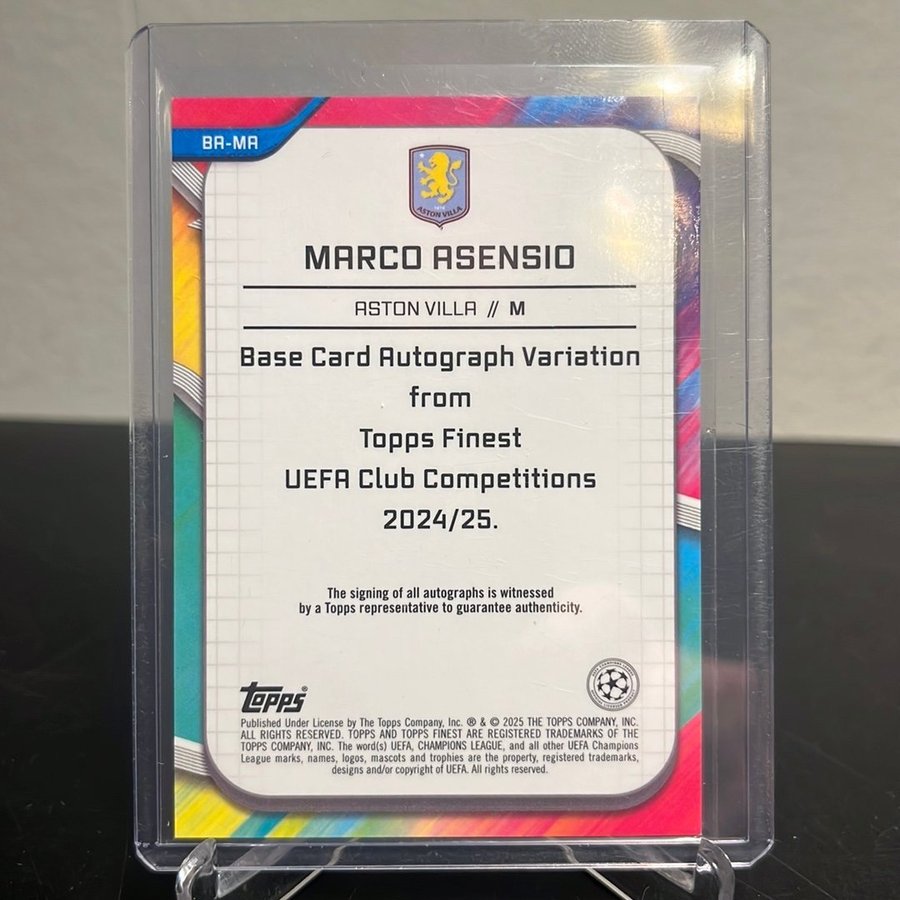 BA-MA
ASTON VILLA
MARCO ASENSIO
ASTON VILLA // M
Base Card Autograph Variation
from
Topps Finest
UEFA Club Competitions
2024/25.
The signing of all autographs is witnessed
by a Topps representative to guarantee authenticity.
topps®
Published Under License by The Topps Company, Inc. ® & © 2025 THE TOPPS COMPANY, INC.
ALL RIGHTS RESERVED. TOPPS AND TOPPS FINEST ARE REGISTERED TRADEMARKS OF THE
TOPPS COMPANY, INC. The word(s) UEFA, CHAMPIONS LEAGUE, and all other UEFA Champions
League marks, names, logos, mascots and trophies are the property, registered trademarks,
designs and/or copyright of UEFA. All rights reserved.